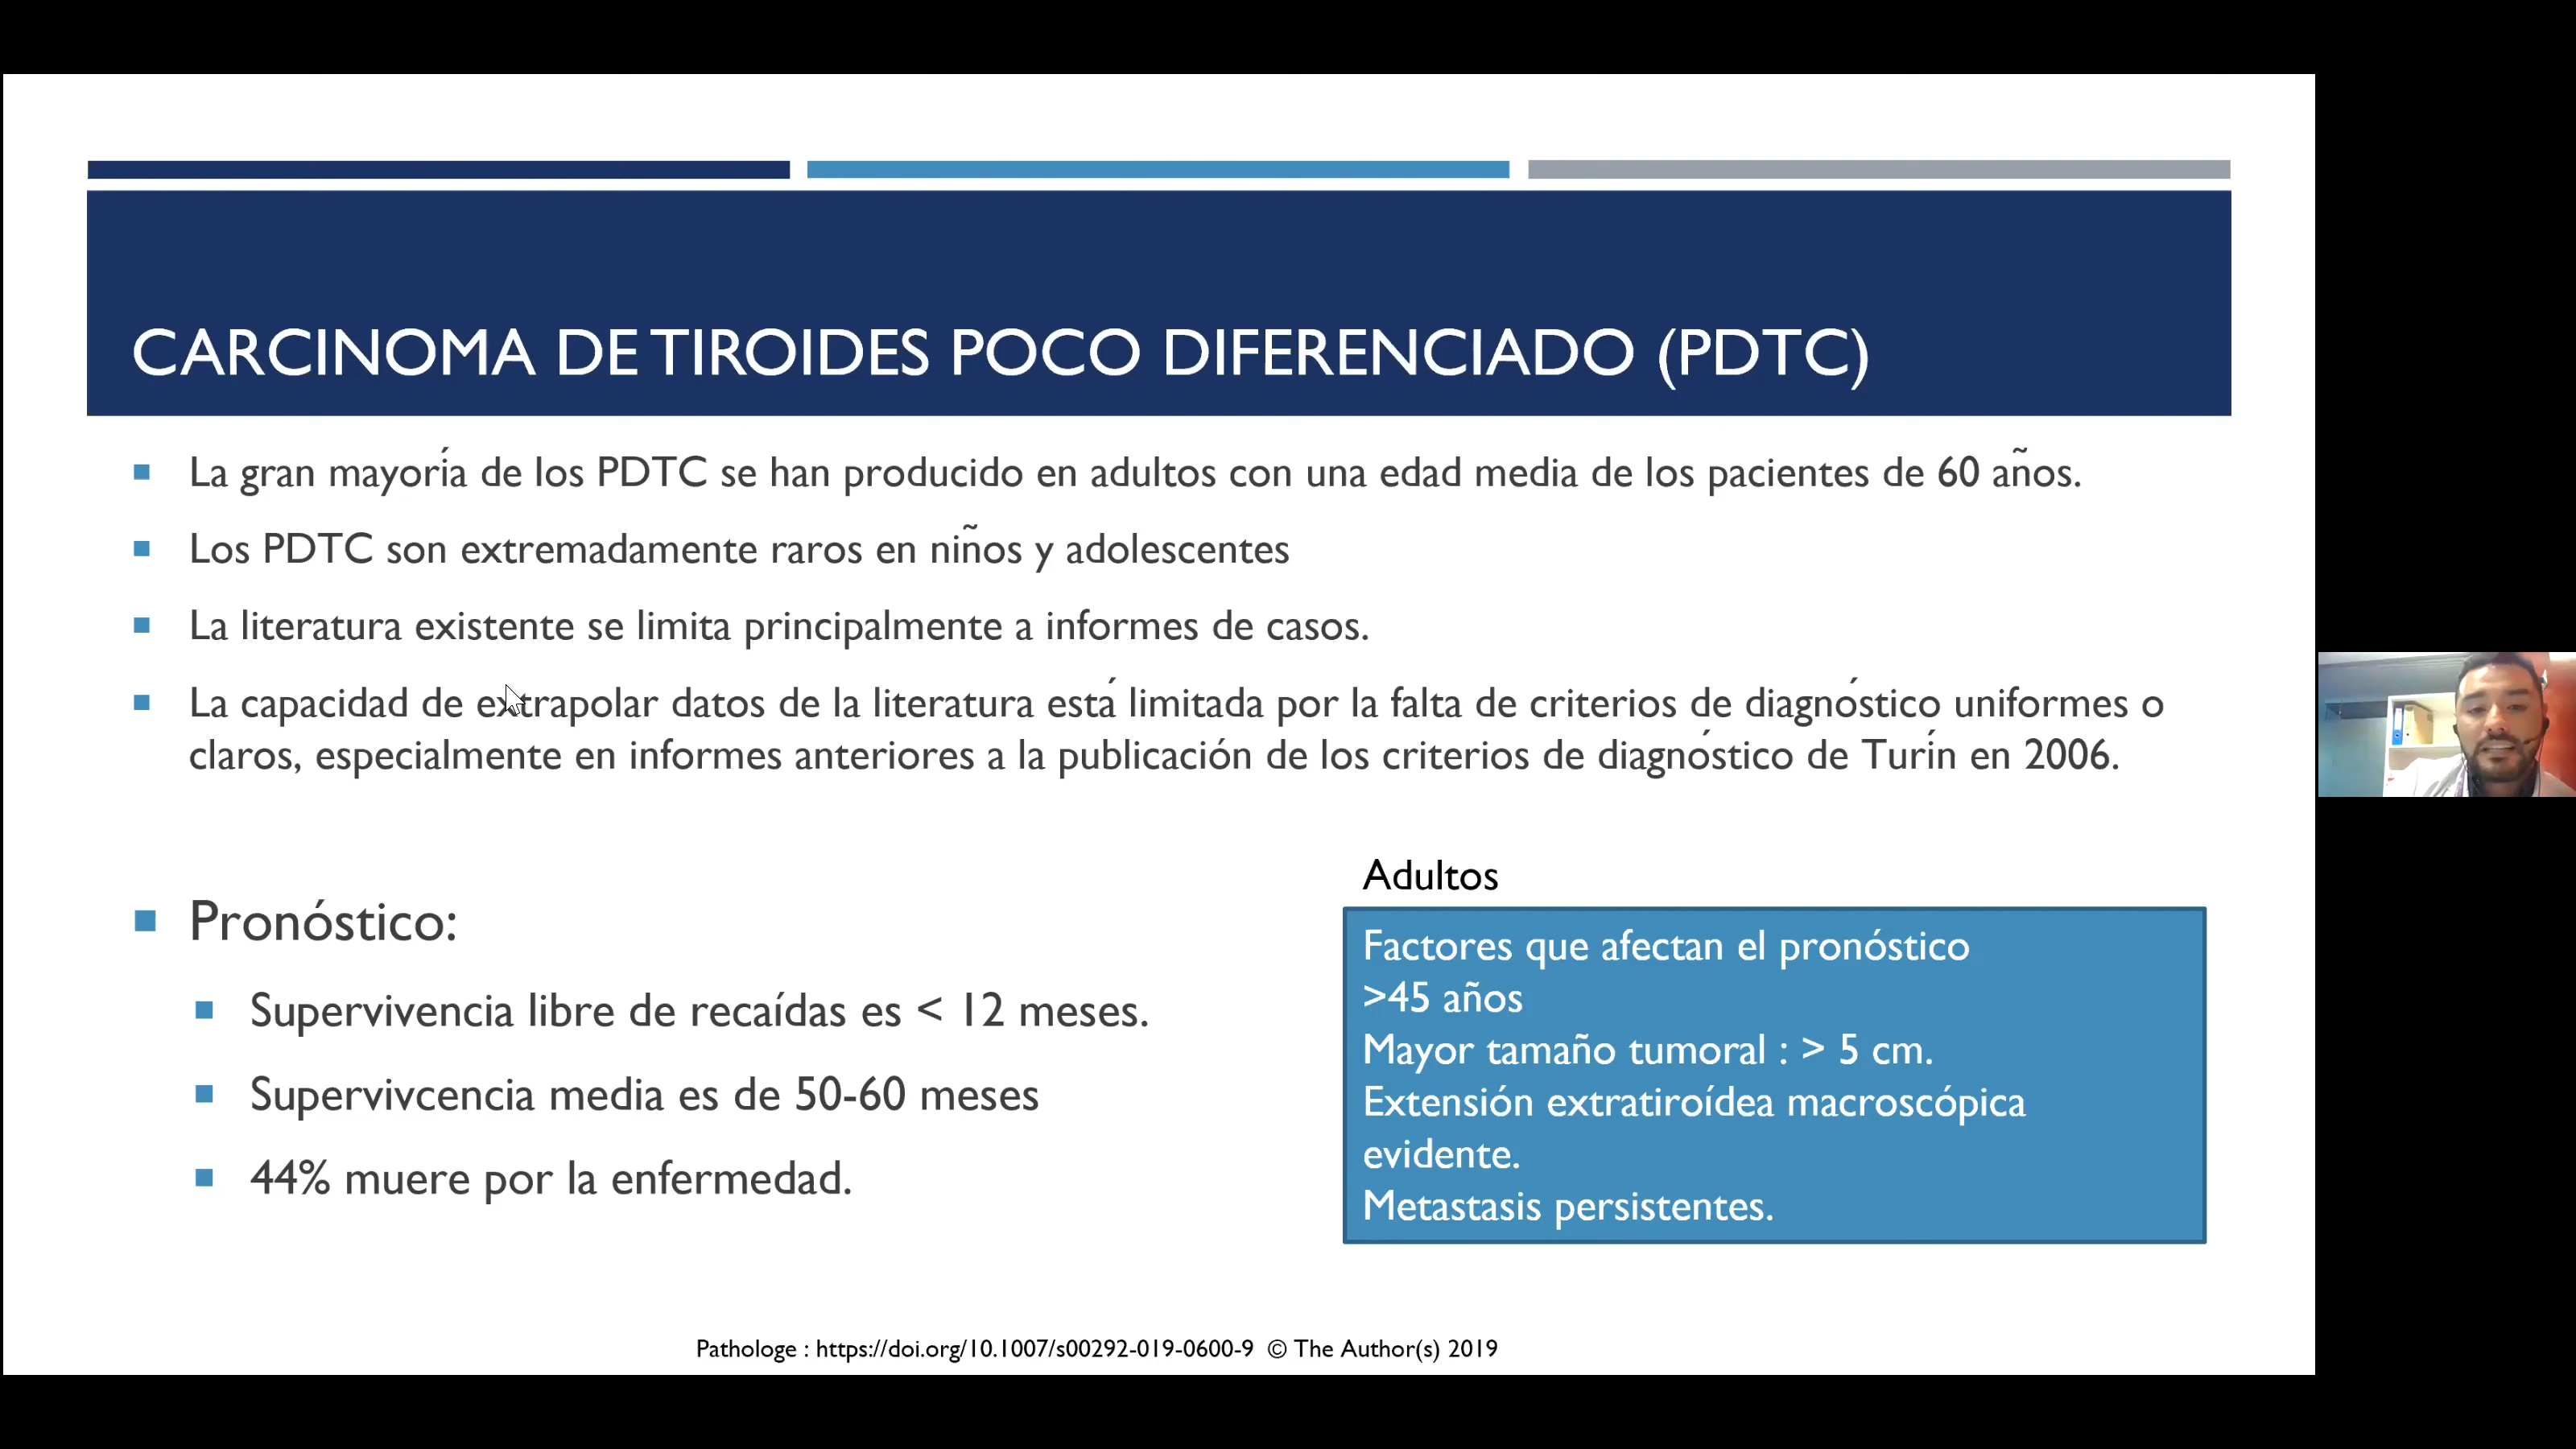 CARCINOMA DE TIROIDES POCO DIFERENCIADO (PDTC)
La gran mayoría de los PDTC se han producido en adultos con una edad media de los pacientes de 60 años.
Los PDTC son extremadamente raros en niños y adolescentes
La literatura existente se limita principalmente a informes de casos.
La capacidad de extrapolar datos de la literatura está limitada por la falta de criterios de diagnóstico uniformes o
claros, especialmente en informes anteriores a la publicación de los criterios de diagnóstico de Turín en 2006.
Pronóstico:
Supervivencia libre de recaídas es < 12 meses.
Supervivcencia media es de 50-60 meses
44% muere por la enfermedad.
Adultos
Factores que afectan el pronóstico
>45 años
Mayor tamaño tumoral : > 5 cm.
Extensión extratiroídea macroscópica
evidente.
Metastasis persistentes.
Pathologe : https://doi.org/10.1007/s00292-019-0600-9 © The Author(s) 2019